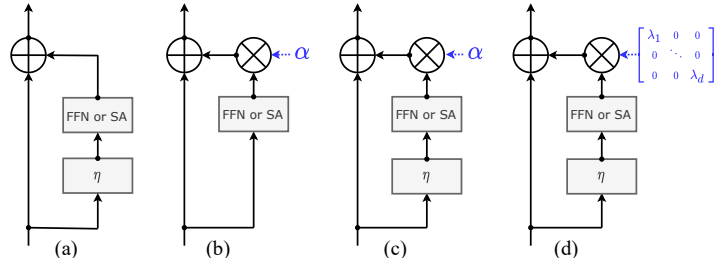 α
α
λ1 0 0
0 ⋱ 0
0 0 λd
FFN or SA
FFN or SA
FFN or SA
FFN or SA
η
η
η
(a)
(b)
(c)
(d)